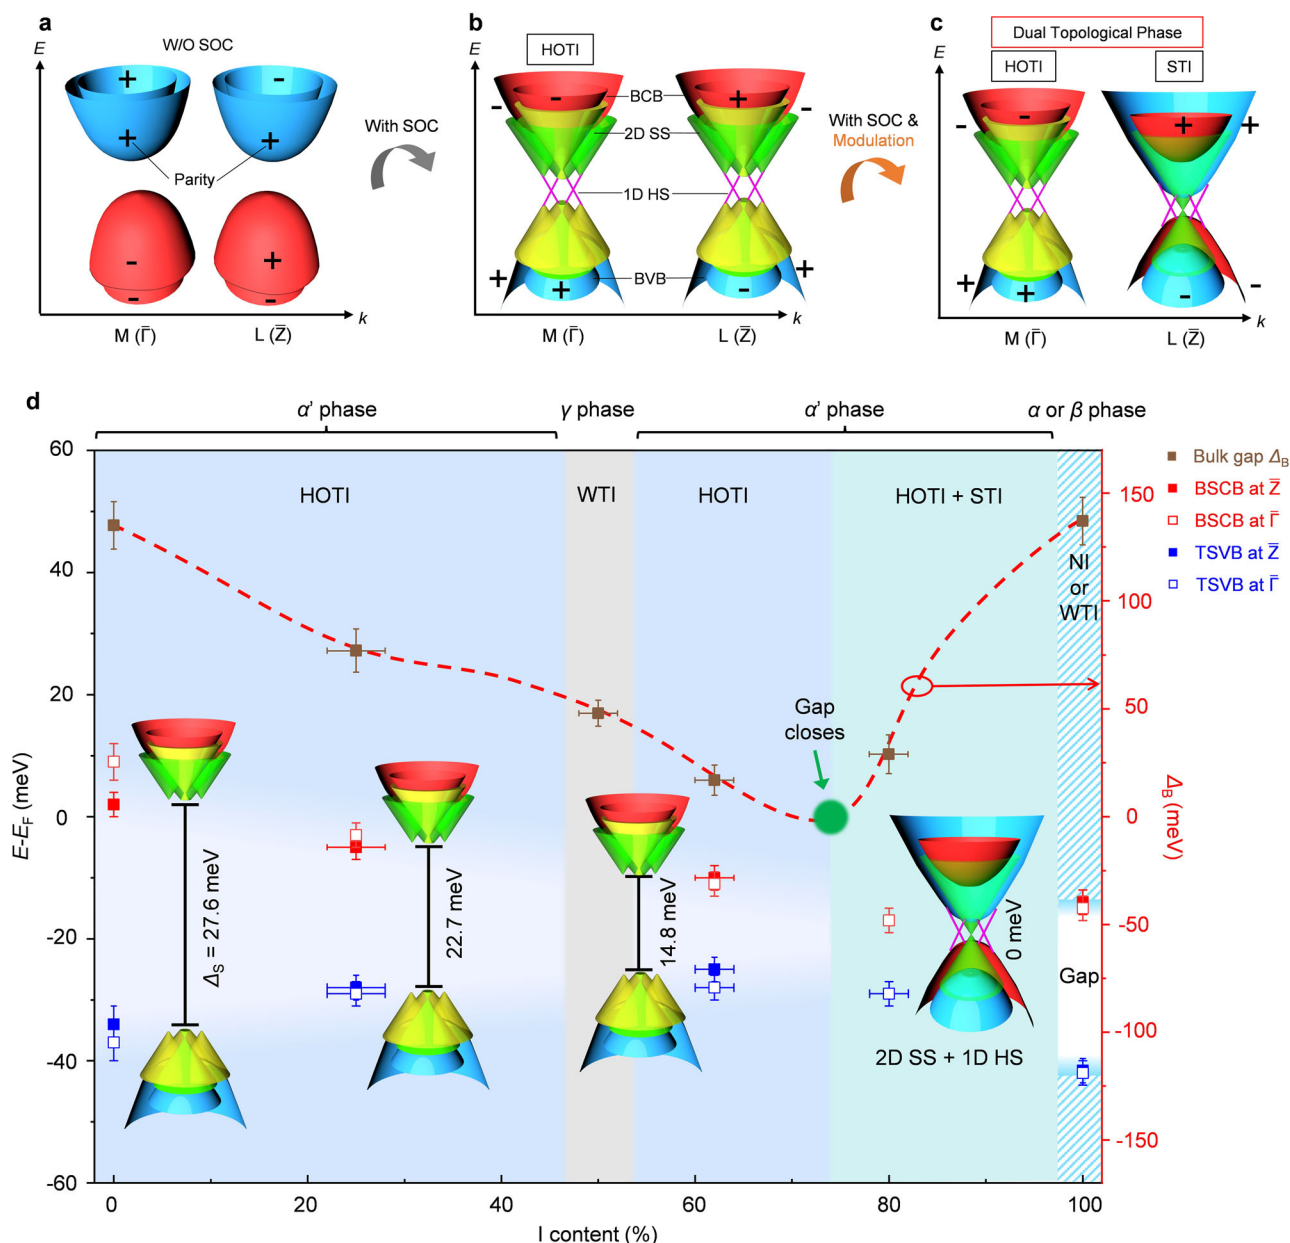 a
W/O SOC
E
+
-
+
+
Parity
-
+
-
-
M (Γ̄)
L (Z̄)
k
With SOC
b
HOTI
E
BCB
-
-
+
-
2D SS
1D HS
BVB
+
+
-
+
M (Γ̄)
L (Z̄)
k
With SOC &
Modulation
c
Dual Topological Phase
HOTI
STI
E
-
-
+
+
+
+
-
-
M (Γ̄)
L (Z̄)
k
d
α’ phase
γ phase
α’ phase
α or β phase
HOTI
WTI
HOTI
HOTI + STI
NI
or
WTI
Gap
closes
ΔS = 27.6 meV
22.7 meV
14.8 meV
0 meV
2D SS + 1D HS
Gap
60
40
20
0
-20
-40
-60
E-EF (meV)
0
20
40
60
80
100
I content (%)
150
100
50
0
-50
-100
-150
ΔB (meV)
Bulk gap ΔB
BSCB at Z̄
BSCB at Γ̄
TSVB at Z̄
TSVB at Γ̄